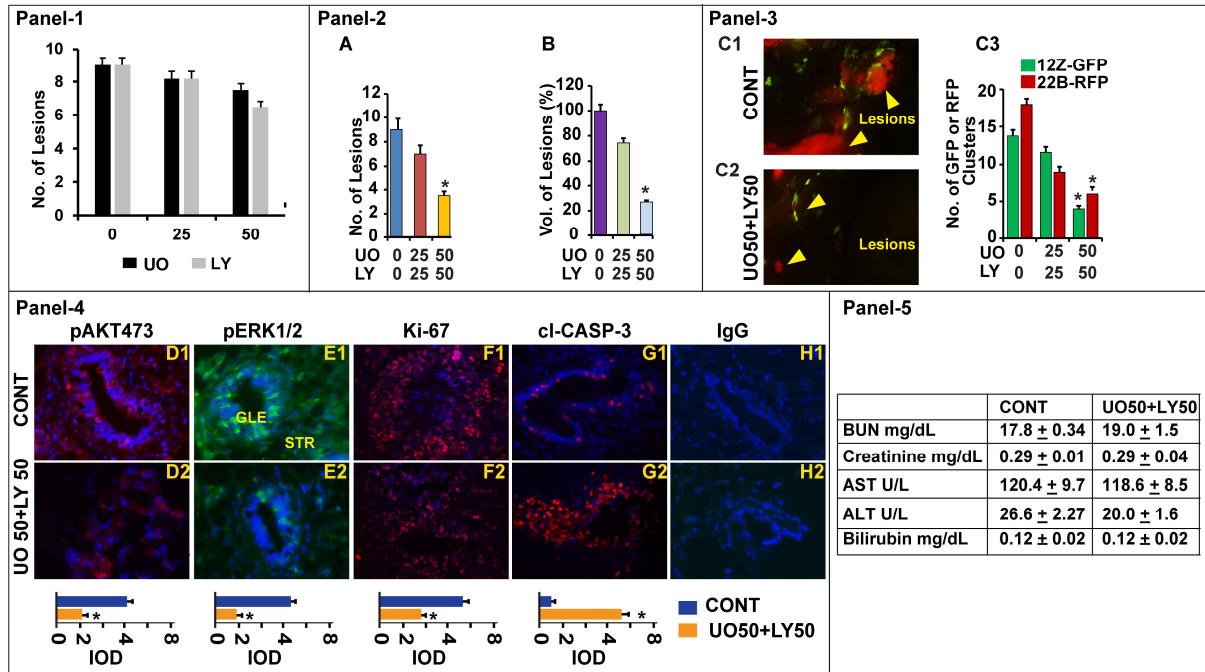 Panel-1
No. of Lesions
10
8
6
4
2
0
0 25 50
UO LY
Panel-2
A
No. of Lesions
12
10
8
6
4
2
0
*
UO 0 25 50
LY 0 25 50
B
Vol. of Lesions (%)
120
100
80
60
40
20
0
*
UO 0 25 50
LY 0 25 50
Panel-3
C1
CONT
Lesions
C2
UO50+LY50
Lesions
C3
12Z-GFP
22B-RFP
No. of GFP or RFP
Clusters
20
15
10
5
0
* *
UO 0 25 50
LY 0 25 50
Panel-4
pAKT473 pERK1/2 Ki-67 cl-CASP-3 IgG
CONT
D1 E1 F1 G1 H1
GLE
STR
UO 50+LY 50
D2 E2 F2 G2 H2
* * * *
0 2 4 6 8 0 2 4 6 8 0 2 4 6 8 0 2 4 6 8
IOD IOD IOD IOD
CONT
UO50+LY50
Panel-5
CONT UO50+LY50
BUN mg/dL 17.8 ± 0.34 19.0 ± 1.5
Creatinine mg/dL 0.29 ± 0.01 0.29 ± 0.04
AST U/L 120.4 ± 9.7 118.6 ± 8.5
ALT U/L 26.6 ± 2.27 20.0 ± 1.6
Bilirubin mg/dL 0.12 ± 0.02 0.12 ± 0.02